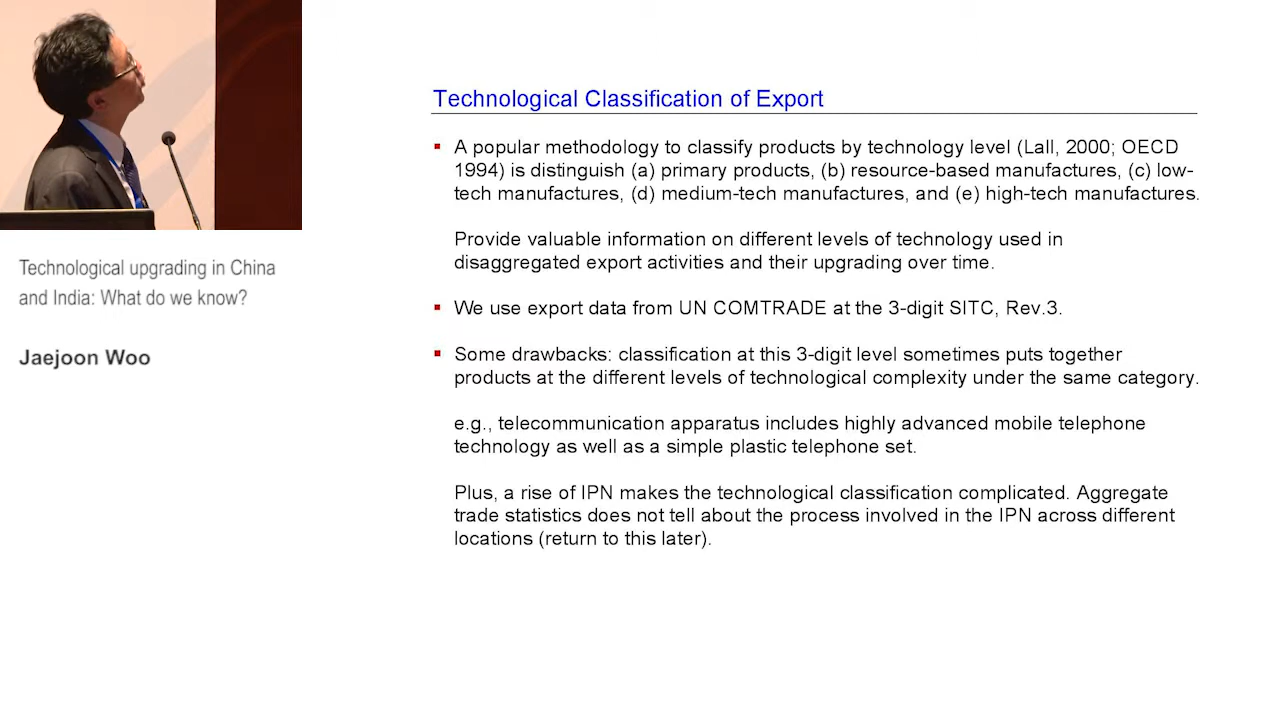 Technological Classification of Export
A popular methodology to classify products by technology level (Lall, 2000; OECD
1994) is distinguish (a) primary products, (b) resource-based manufactures, (c) low-
tech manufactures, (d) medium-tech manufactures, and (e) high-tech manufactures.
Provide valuable information on different levels of technology used in
disaggregated export activities and their upgrading over time.
We use export data from UN COMTRADE at the 3-digit SITC, Rev.3.
Some drawbacks: classification at this 3-digit level sometimes puts together
products at the different levels of technological complexity under the same category.
e.g., telecommunication apparatus includes highly advanced mobile telephone
technology as well as a simple plastic telephone set.
Plus, a rise of IPN makes the technological classification complicated. Aggregate
trade statistics does not tell about the process involved in the IPN across different
locations (return to this later).
Technological upgrading in China
and India: What do we know?
Jaejoon Woo